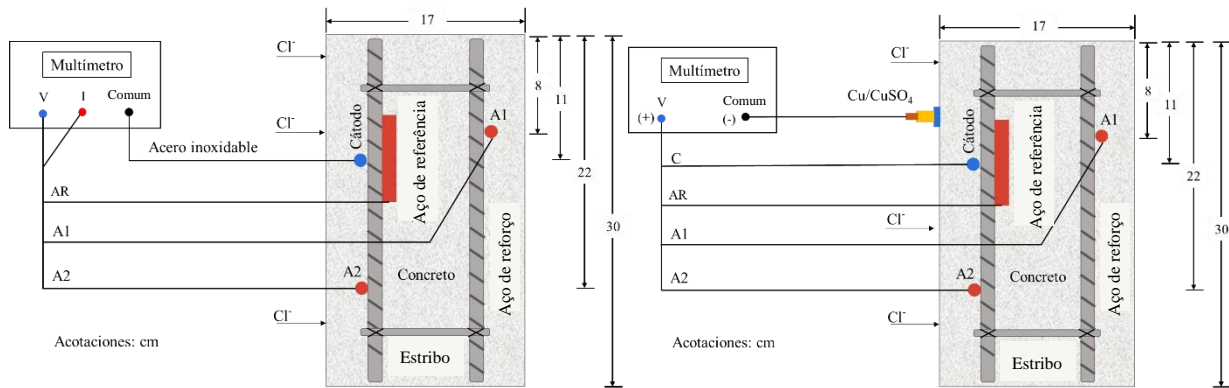 17
Cl-
Multímetro
V
I
Comum
8
11
A1
Cl-
Cátodo
Aço de referência
Acero inoxidable
22
AR
30
A1
Aço de reforço
A2
A2
Concreto
Cl-
Acotaciones: cm
Estribo
17
Cl-
Multímetro
V
(+)
Comum
(-)
Cu/CuSO4
8
11
A1
Cátodo
Aço de referência
C
22
AR
Cl-
30
A1
Aço de reforço
A2
A2
Concreto
Cl-
Acotaciones: cm
Estribo